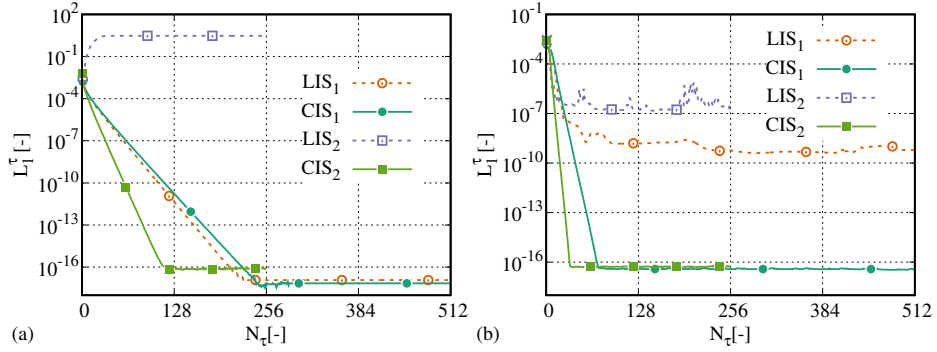 10^2
10^-1
10^-4
10^-7
10^-10
10^-13
10^-16
L_1^τ [-]
LIS_1
CIS_1
LIS_2
CIS_2
0 128 256 384 512
(a) N_τ[-]
10^-1
10^-4
10^-7
10^-10
10^-13
10^-16
L_1^τ [-]
LIS_1
CIS_1
LIS_2
CIS_2
0 128 256 384 512
(b) N_τ[-]